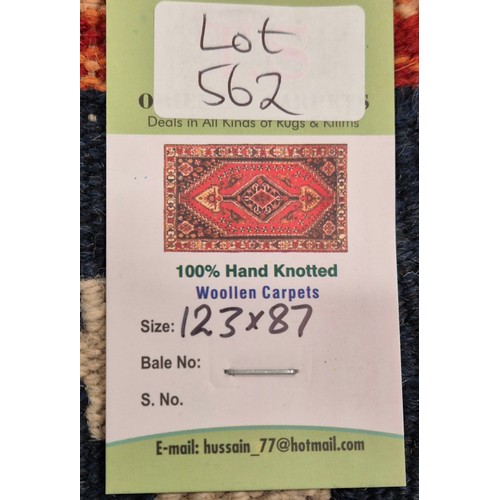 Lot
562
Deals in All Kinds of Rugs & Kilims
100% Hand Knotted
Woollen Carpets
Size: 123x87
Bale No:
S. No.
E-mail: hussain_77@hotmail.com